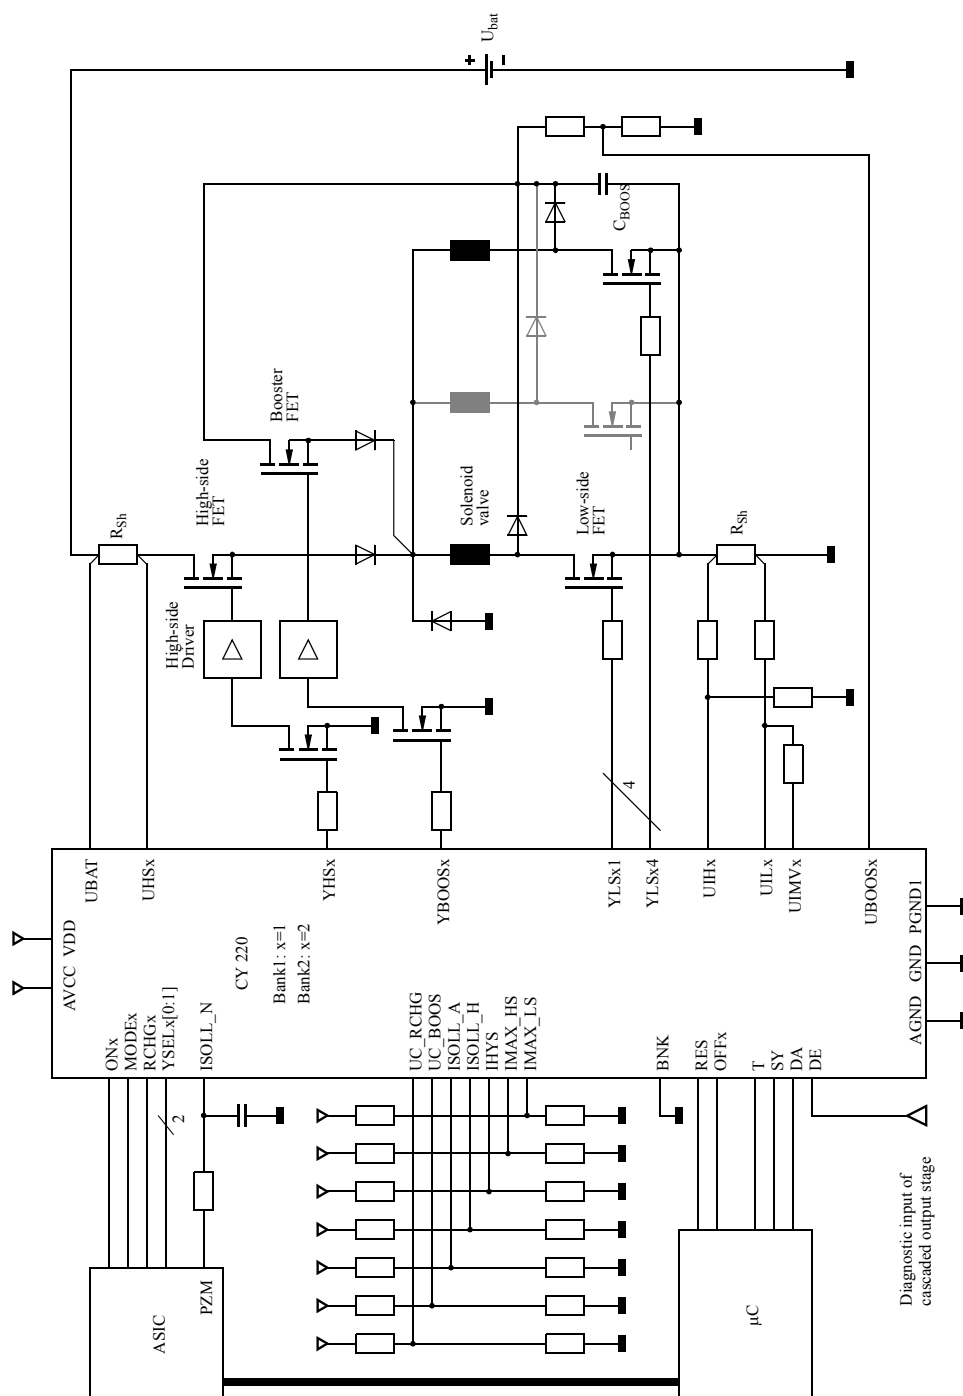 U_bat
+
−
C_BOOS
Booster
FET
High-side
FET
R_Sh
Solenoid
valve
Low-side
FET
R_Sh
High-side
Driver
4
UBAT
UHSx
YHSx
YBOOSx
YLSx1
YLSx4
UIHx
UILx
UIMVx
UBOOSx
AVCC
VDD
CY 220
Bank1: x=1
Bank2: x=2
AGND
GND
PGND1
ONx
MODEx
RCHGx
YSELx[0:1]
ISOLL_N
UC_RCHG
UC_BOOS
ISOLL_A
ISOLL_H
IHYS
IMAX_HS
IMAX_LS
BNK
RES
OFFx
T
SY
DA
DE
2
PZM
ASIC
μC
Diagnostic input of
cascaded output stage